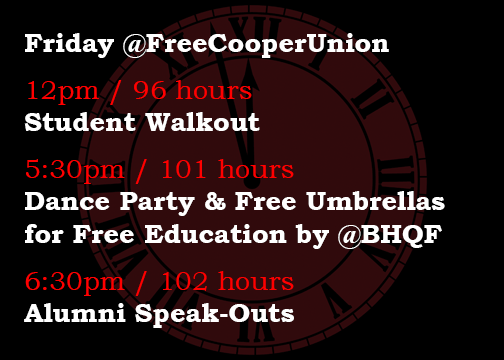 Friday @FreeCooperUnion
12pm / 96 hours
Student Walkout
5:30pm / 101 hours
Dance Party & Free Umbrellas
for Free Education by @BHQF
6:30pm / 102 hours
Alumni Speak-Outs